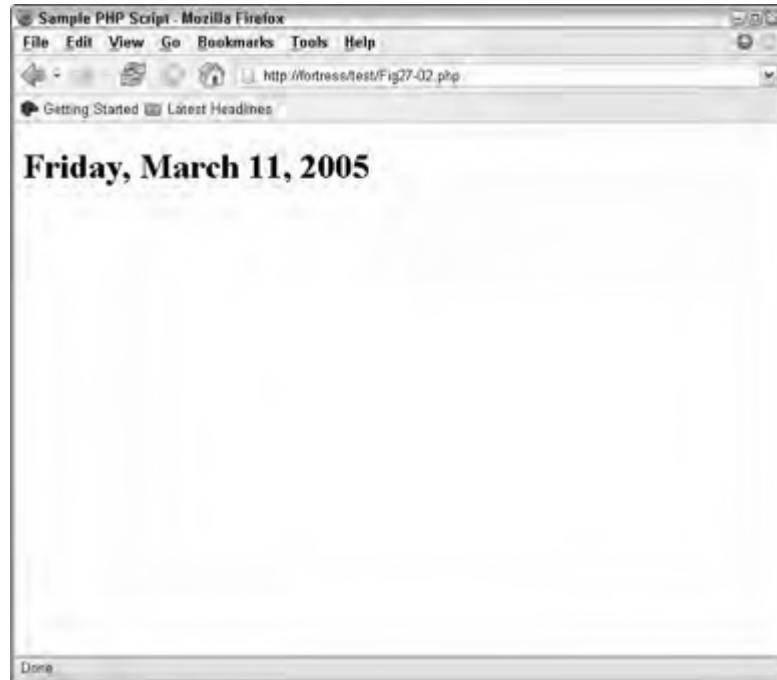 Sample PHP Script - Mozilla Firefox
File Edit View Go Bookmarks Tools Help
http://fortress/test/Fig27-02.php
Getting Started Latest Headlines
Friday, March 11, 2005
Done